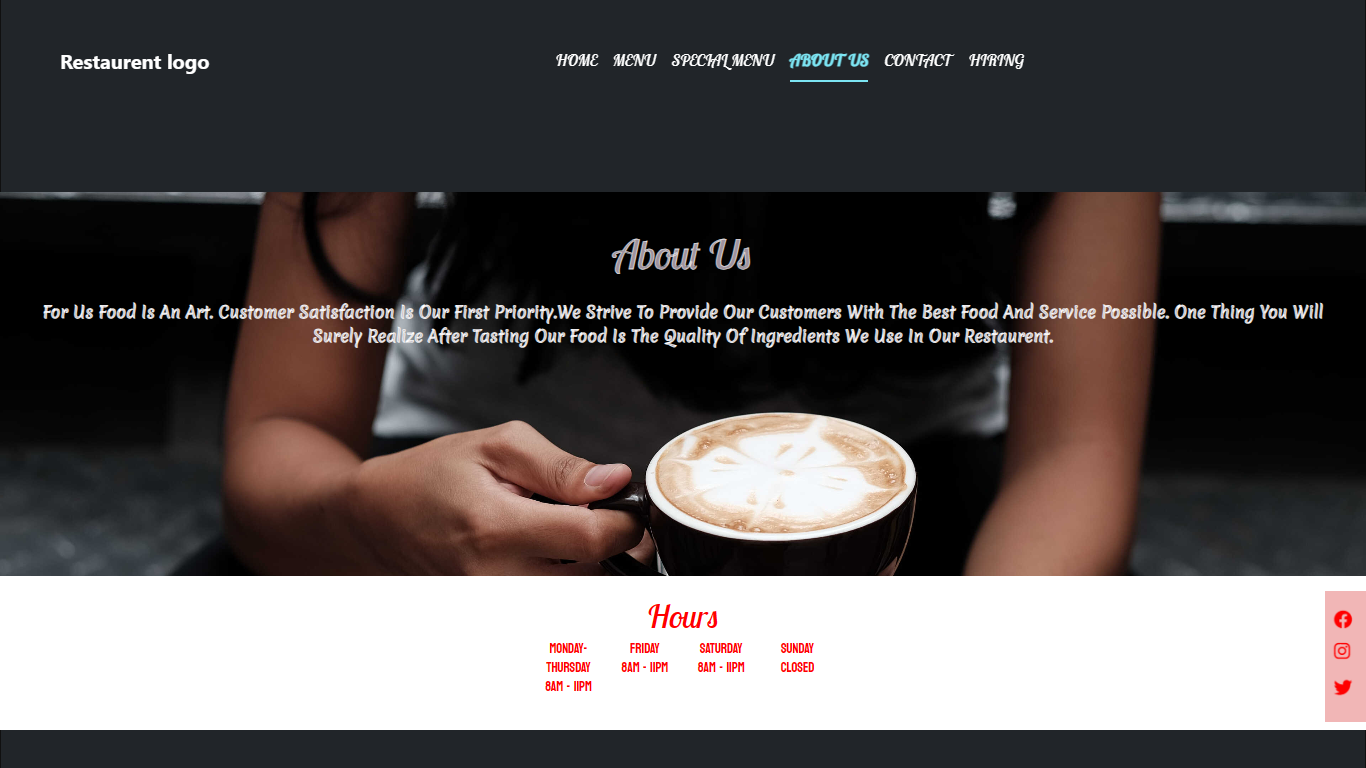 Restaurent logo
HOME MENU SPECIAL MENU ABOUT US CONTACT HIRING
About Us
For Us Food Is An Art. Customer Satisfaction Is Our First Priority.We Strive To Provide Our Customers With The Best Food And Service Possible. One Thing You Will
Surely Realize After Tasting Our Food Is The Quality Of Ingredients We Use In Our Restaurent.
Hours
MONDAY- FRIDAY SATURDAY SUNDAY
THURSDAY 8AM - 11PM 8AM - 11PM CLOSED
8AM - 11PM